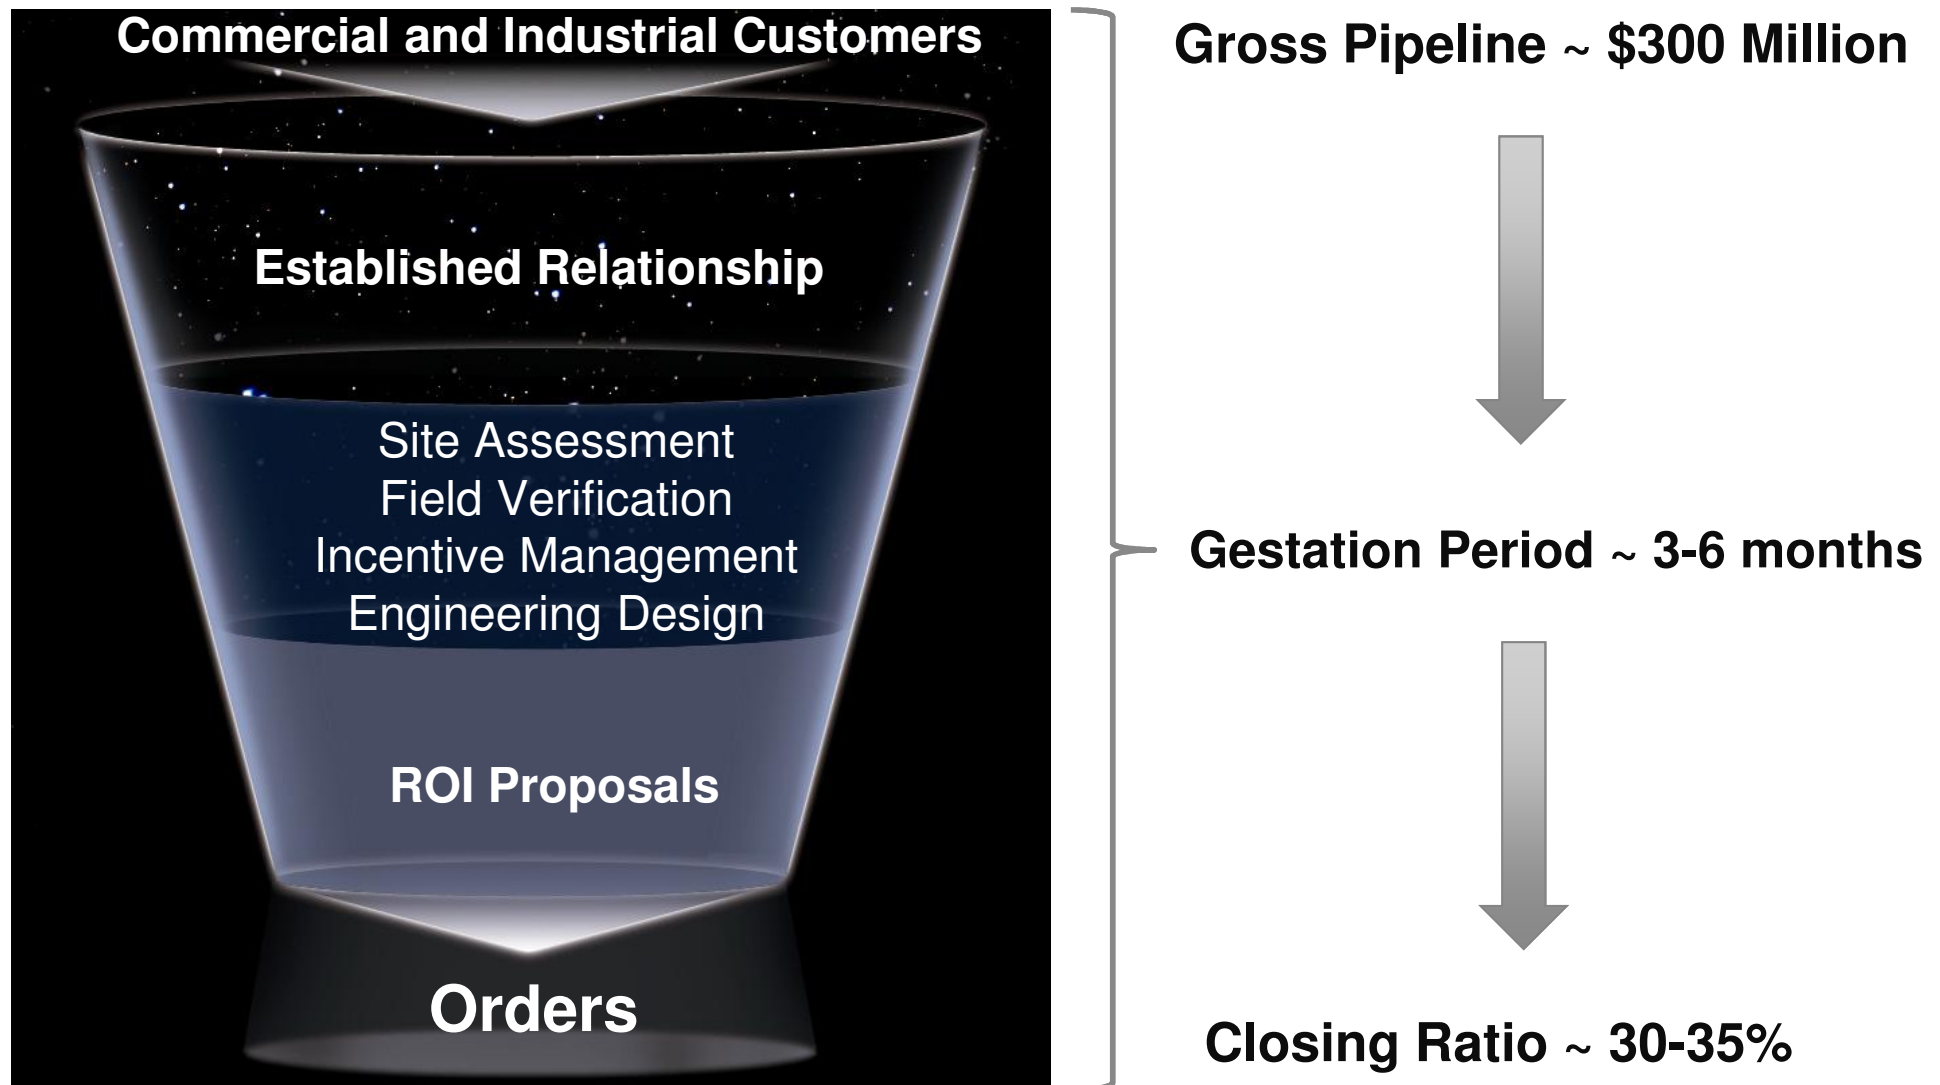 Commercial and Industrial Customers
Established Relationship
Site Assessment
Field Verification
Incentive Management
Engineering Design
ROI Proposals
Orders
Gross Pipeline ~ $300 Million
Gestation Period ~ 3-6 months
Closing Ratio ~ 30-35%